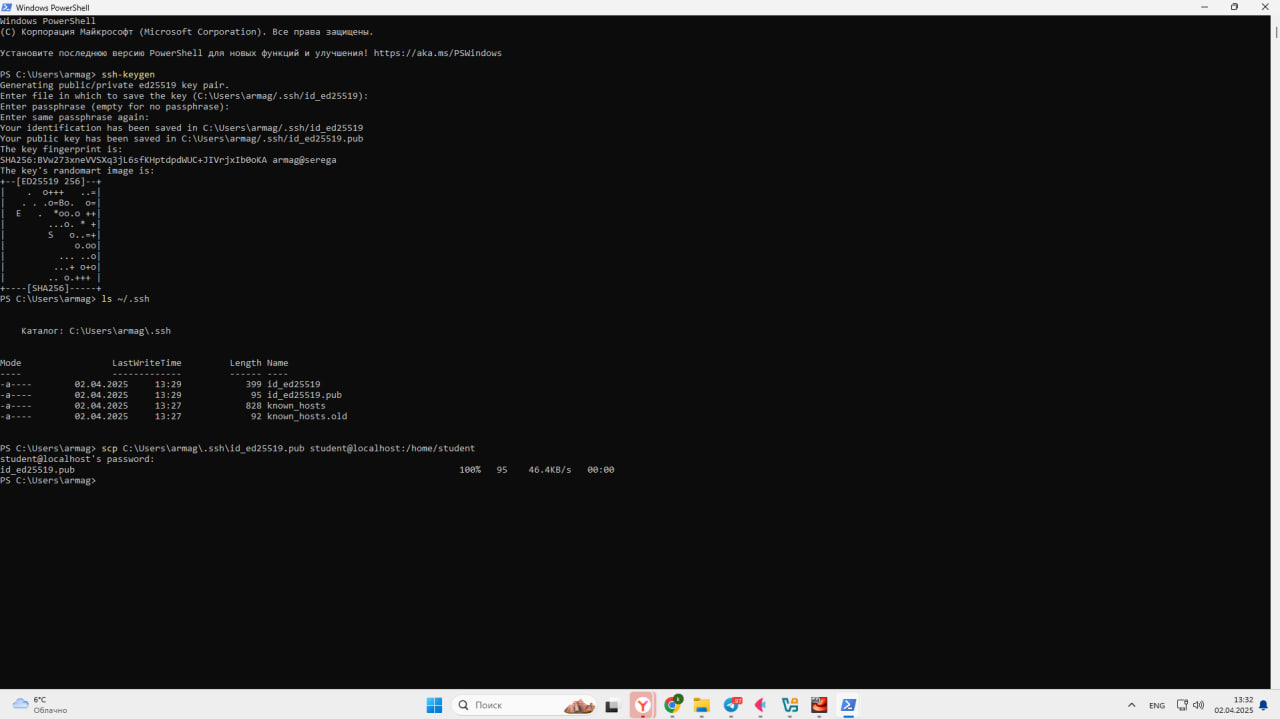 Windows PowerShell
Windows PowerShell
(C) Корпорация Майкрософт (Microsoft Corporation). Все права защищены.
Установите последнюю версию PowerShell для новых функций и улучшения! https://aka.ms/PSWindows
PS C:\Users\armag> ssh-keygen
Generating public/private ed25519 key pair.
Enter file in which to save the key (C:\Users\armag/.ssh/id_ed25519):
Enter passphrase (empty for no passphrase):
Enter same passphrase again:
Your identification has been saved in C:\Users\armag/.ssh/id_ed25519
Your public key has been saved in C:\Users\armag/.ssh/id_ed25519.pub
The key fingerprint is:
SHA256:BVw273xneVVSXq3jL6sfKHptdpdWUC+JIVrjxIb0oKA armag@serega
The key's randomart image is:
+--[ED25519 256]--+
|    .  o+++   ..=|
|   . . .o=Bo.  o=|
|  E   .  *oo.o ++|
|        ...o. * +|
|        S   o..=+|
|             o.oo|
|          ... ..o|
|         ...+ o+o|
|        .. o.+++ |
+----[SHA256]-----+
PS C:\Users\armag> ls ~/.ssh
Каталог: C:\Users\armag\.ssh
Mode                 LastWriteTime         Length Name
----                 -------------         ------ ----
-a----        02.04.2025     13:29            399 id_ed25519
-a----        02.04.2025     13:29             95 id_ed25519.pub
-a----        02.04.2025     13:27            828 known_hosts
-a----        02.04.2025     13:27             92 known_hosts.old
PS C:\Users\armag> scp C:\Users\armag\.ssh\id_ed25519.pub student@localhost:/home/student
student@localhost's password:
id_ed25519.pub                                                                        100%   95    46.4KB/s   00:00
PS C:\Users\armag>
6°C
Облачно
Поиск
ENG
13:32
02.04.2025